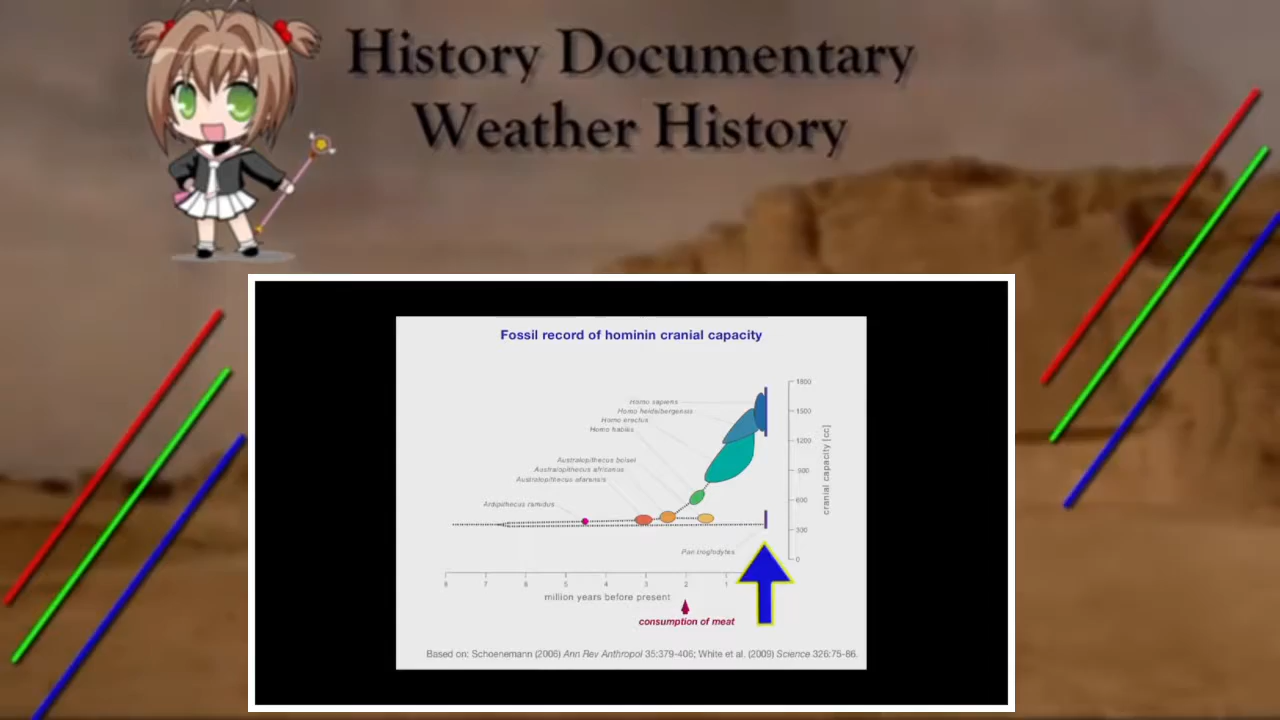 History Documentary
Weather History
Fossil record of hominin cranial capacity
1800
Homo sapiens
Homo heidelbergensis
1500
Homo erectus
Homo habilis
1200
Australopithecus boisei
Australopithecus africanus
900
Australopithecus afarensis
Ardipithecus ramidus
600
300
Pan troglodytes
0
cranial capacity [cc]
8 7 6 5 4 3 2 1
million years before present
consumption of meat
Based on: Schoenemann (2006) Ann Rev Anthropol 35:379-406; White et al. (2009) Science 326:75-86.